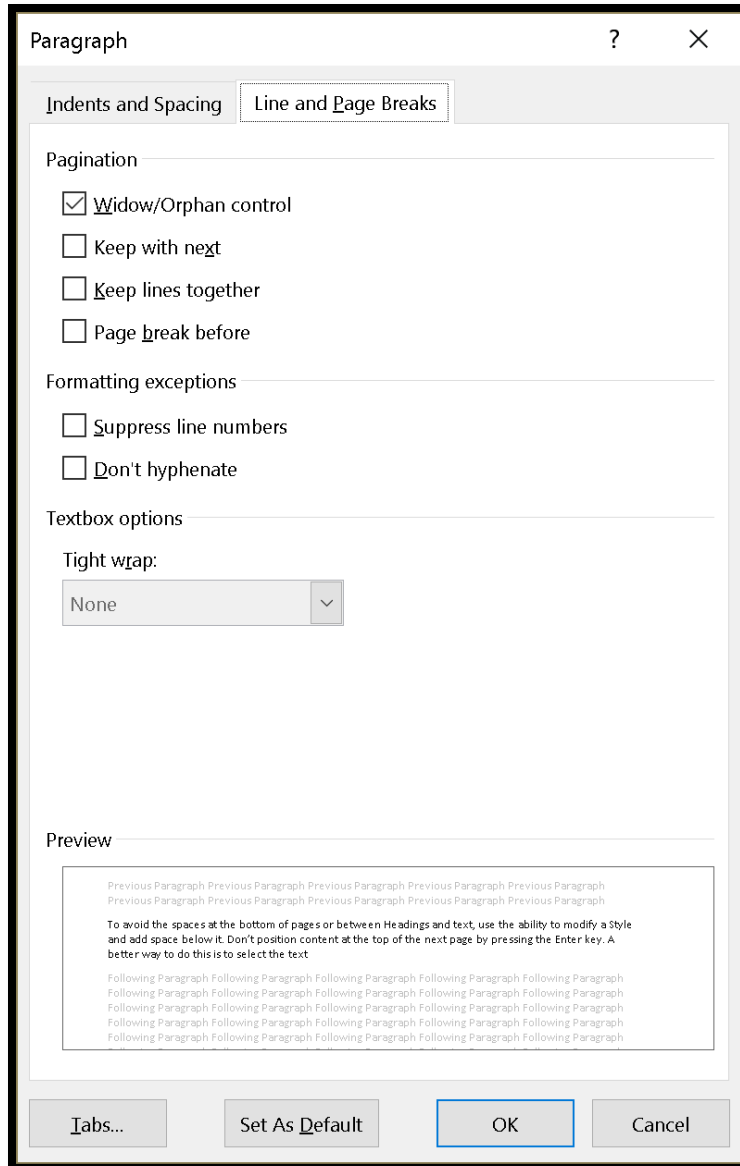 Paragraph ?
Indents and Spacing Line and Page Breaks
Pagination
Widow/Orphan control
Keep with next
Keep lines together
Page break before
Formatting exceptions
Suppress line numbers
Don't hyphenate
Textbox options
Tight wrap:
None
Preview
Previous Paragraph Previous Paragraph Previous Paragraph Previous Paragraph Previous Paragraph
Previous Paragraph Previous Paragraph Previous Paragraph Previous Paragraph Previous Paragraph
To avoid the spaces at the bottom of pages or between Headings and text, use the ability to modify a Style
and add space below it. Don't position content at the top of the next page by pressing the Enter key. A
better way to do this is to select the text
Following Paragraph Following Paragraph Following Paragraph Following Paragraph Following Paragraph
Following Paragraph Following Paragraph Following Paragraph Following Paragraph Following Paragraph
Following Paragraph Following Paragraph Following Paragraph Following Paragraph Following Paragraph
Following Paragraph Following Paragraph Following Paragraph Following Paragraph Following Paragraph
Following Paragraph Following Paragraph Following Paragraph Following Paragraph Following Paragraph
Tabs... Set As Default OK Cancel